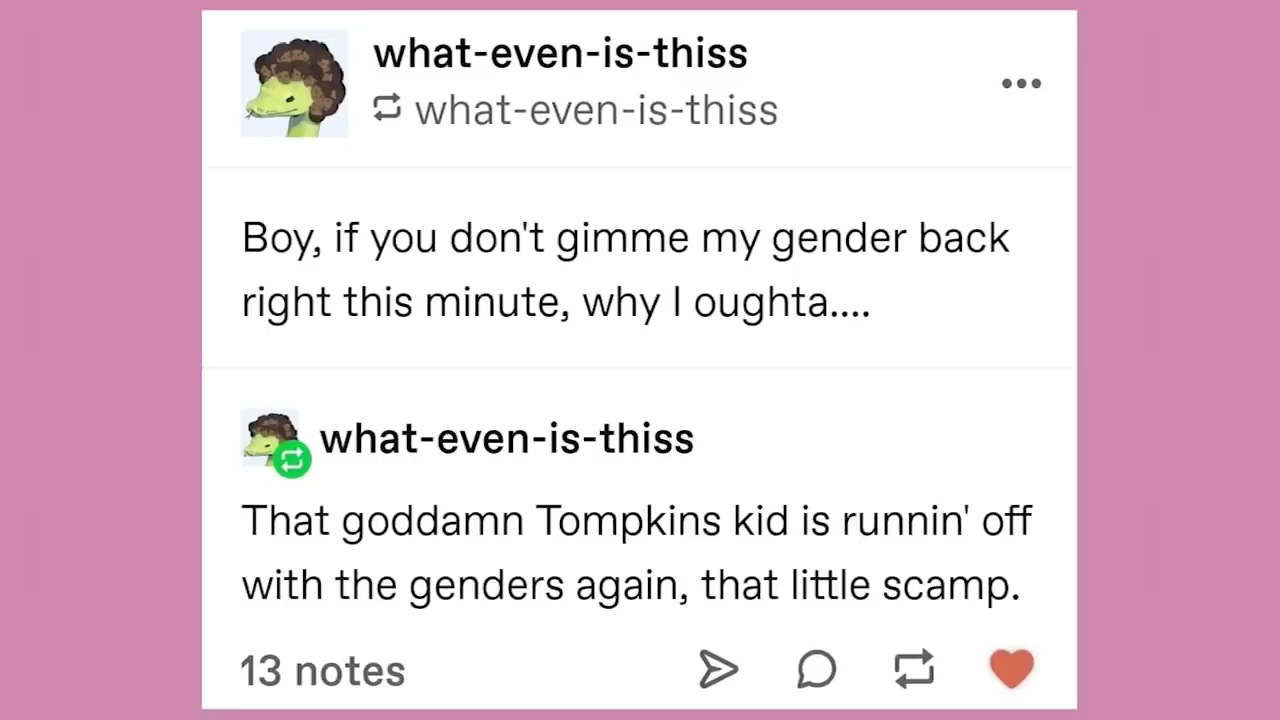 what-even-is-thiss
what-even-is-thiss
Boy, if you don't gimme my gender back
right this minute, why I oughta....
what-even-is-thiss
That goddamn Tompkins kid is runnin' off
with the genders again, that little scamp.
13 notes